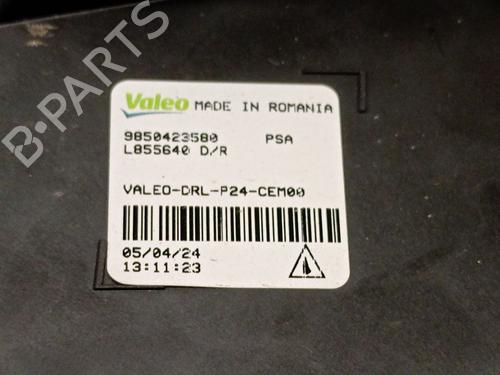 Valeo MADE IN ROMANIA
9850423580 PSA
L855640 D/R
VALEO-DRL-P24-CEM00
05/04/24
13:11:23
B-PARTS